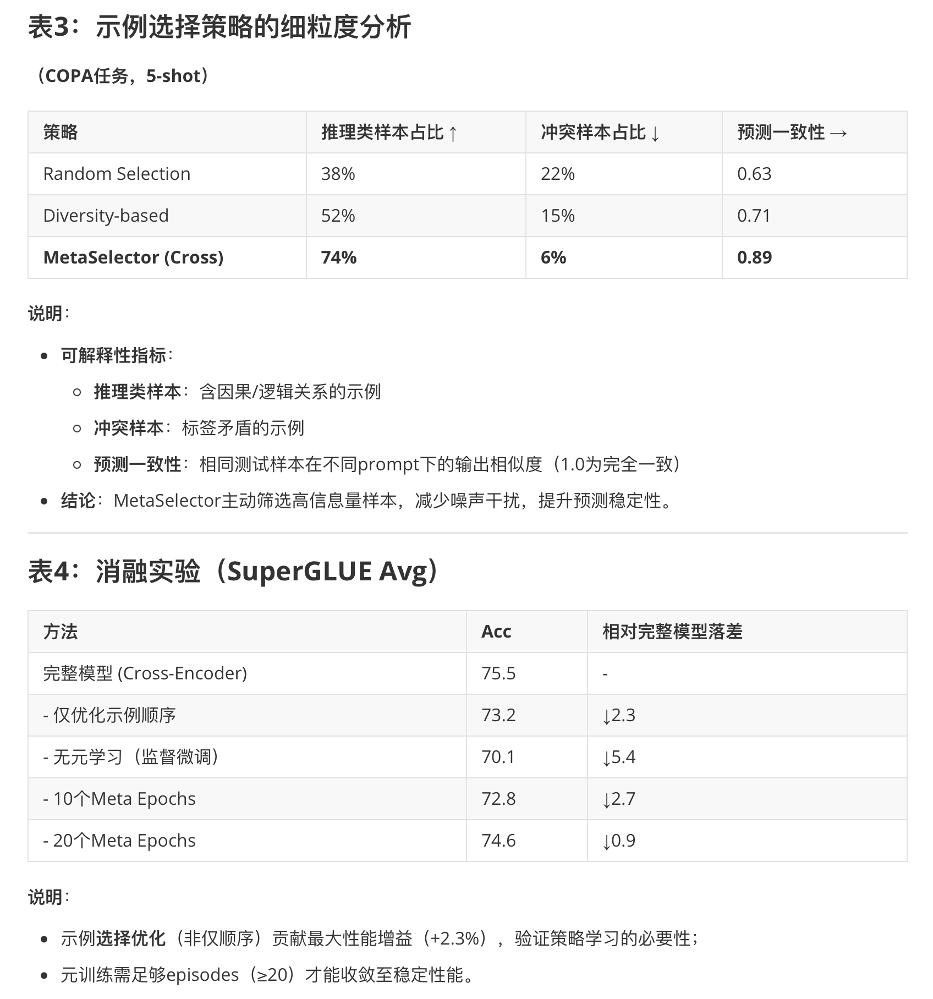 表3：示例选择策略的细粒度分析
（COPA任务，5-shot）
策略 推理类样本占比 ↑ 冲突样本占比 ↓ 预测一致性 →
Random Selection 38% 22% 0.63
Diversity-based 52% 15% 0.71
MetaSelector (Cross) 74% 6% 0.89
说明：
• 可解释性指标：
○ 推理类样本：含因果/逻辑关系的示例
○ 冲突样本：标签矛盾的示例
○ 预测一致性：相同测试样本在不同prompt下的输出相似度（1.0为完全一致）
• 结论：MetaSelector主动筛选高信息量样本，减少噪声干扰，提升预测稳定性。
表4：消融实验（SuperGLUE Avg）
方法 Acc 相对完整模型落差
完整模型 (Cross-Encoder) 75.5 -
- 仅优化示例顺序 73.2 ↓2.3
- 无元学习（监督微调） 70.1 ↓5.4
- 10个Meta Epochs 72.8 ↓2.7
- 20个Meta Epochs 74.6 ↓0.9
说明：
• 示例选择优化（非仅顺序）贡献最大性能增益（+2.3%），验证策略学习的必要性；
• 元训练需足够episodes（≥20）才能收敛至稳定性能。